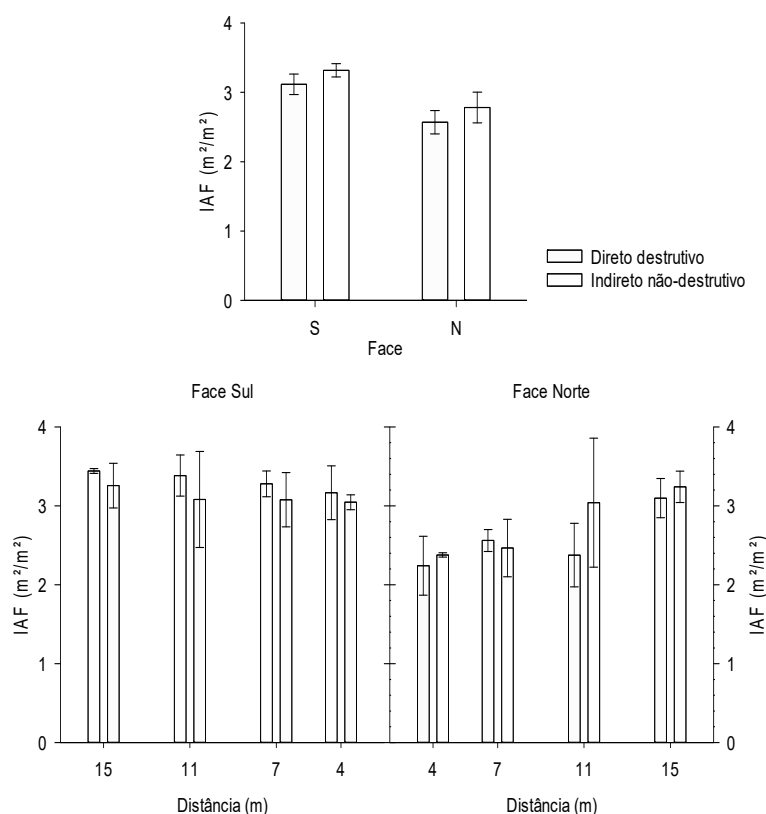 4
3
2
1
0
IAF (m²/m²)
S
N
Face
Direto destrutivo
Indireto não-destrutivo
Face Sul
Face Norte
4
3
2
1
0
IAF (m²/m²)
15
11
7
4
Distância (m)
4
7
11
15
Distância (m)
4
3
2
1
0
IAF (m²/m²)